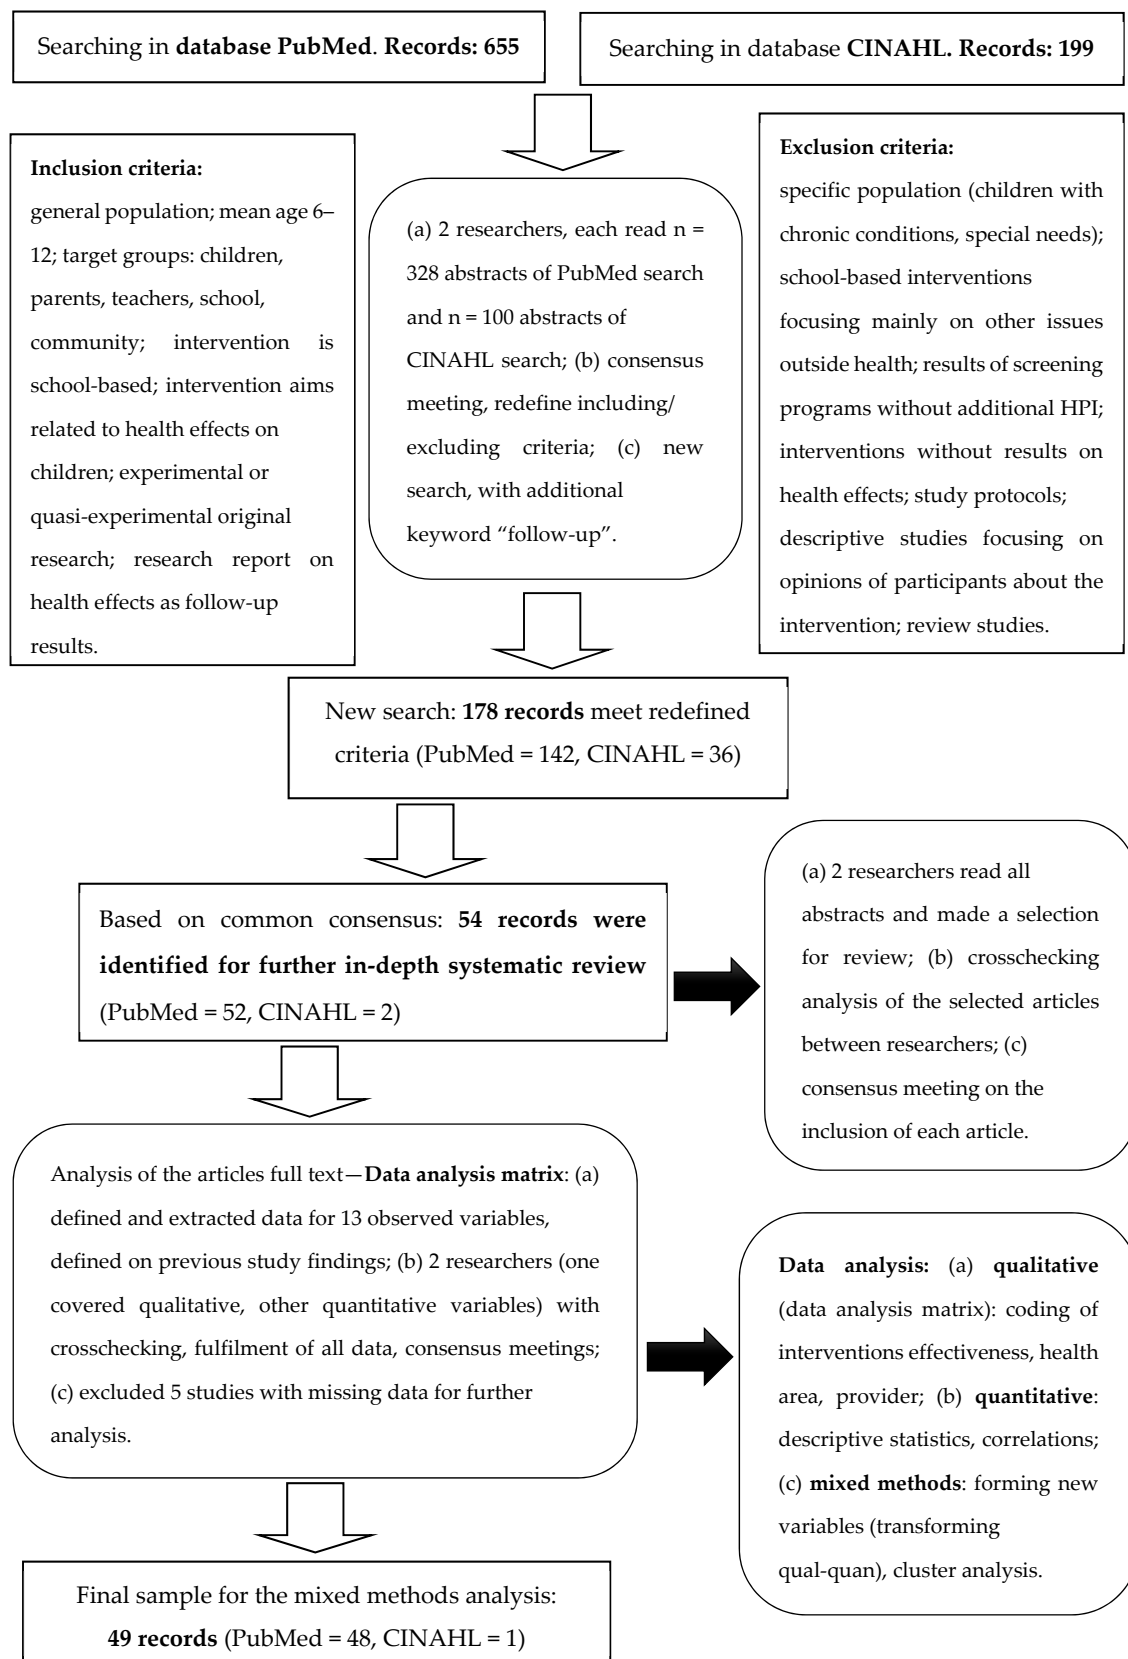 Searching in database PubMed. Records: 655
Searching in database CINAHL. Records: 199
Inclusion criteria:
general population; mean age 6–
12; target groups: children,
parents, teachers, school,
community; intervention is
school-based; intervention aims
related to health effects on
children; experimental or
quasi-experimental original
research; research report on
health effects as follow-up
results.
(a) 2 researchers, each read n =
328 abstracts of PubMed search
and n = 100 abstracts of
CINAHL search; (b) consensus
meeting, redefine including/
excluding criteria; (c) new
search, with additional
keyword “follow-up”.
Exclusion criteria:
specific population (children with
chronic conditions, special needs);
school-based interventions
focusing mainly on other issues
outside health; results of screening
programs without additional HPI;
interventions without results on
health effects; study protocols;
descriptive studies focusing on
opinions of participants about the
intervention; review studies.
New search: 178 records meet redefined
criteria (PubMed = 142, CINAHL = 36)
Based on common consensus: 54 records were
identified for further in-depth systematic review
(PubMed = 52, CINAHL = 2)
(a) 2 researchers read all
abstracts and made a selection
for review; (b) crosschecking
analysis of the selected articles
between researchers; (c)
consensus meeting on the
inclusion of each article.
Analysis of the articles full text—Data analysis matrix: (a)
defined and extracted data for 13 observed variables,
defined on previous study findings; (b) 2 researchers (one
covered qualitative, other quantitative variables) with
crosschecking, fulfilment of all data, consensus meetings;
(c) excluded 5 studies with missing data for further
analysis.
Data analysis: (a) qualitative
(data analysis matrix): coding of
interventions effectiveness, health
area, provider; (b) quantitative:
descriptive statistics, correlations;
(c) mixed methods: forming new
variables (transforming
qual-quan), cluster analysis.
Final sample for the mixed methods analysis:
49 records (PubMed = 48, CINAHL = 1)